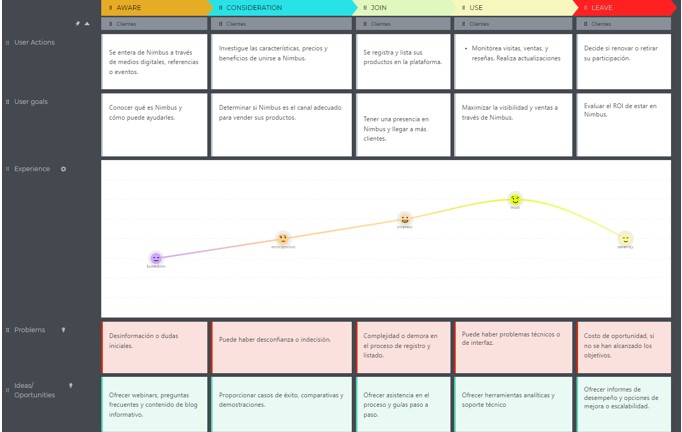 AWARE
CONSIDERATION
JOIN
USE
LEAVE
Clientes
Clientes
Clientes
Clientes
Clientes
User Actions
Se entera de Nimbus a través
de medios digitales, referencias
o eventos.
Investigue las características, precios y
beneficios de unirse a Nimbus.
Se registra y lista sus
productos en la plataforma.
• Monitorea visitas, ventas, y
reseñas. Realiza actualizaciones
Decide si renovar o retirar
su participación.
User goals
Conocer qué es Nimbus y
cómo puede ayudarles.
Determinar si Nimbus es el canal adecuado
para vender sus productos.
Tener una presencia en
Nimbus y llegar a más
clientes.
Maximizar la visibilidad y ventas a
través de Nimbus.
Evaluar el ROI de estar en
Nimbus.
Experience
boredom
anticipation
interest
trust
serenity
Problems
Desinformación o dudas
iniciales.
Puede haber desconfianza o indecisión.
Complejidad o demora en
el proceso de registro y
listado.
Puede haber problemas técnicos o
de interfaz.
Costo de oportunidad, si
no se han alcanzado los
objetivos.
Ideas/
Oportunities
Ofrecer webinars, preguntas
frecuentes y contenido de blog
informativo.
Proporcionar casos de éxito, comparativas y
demostraciones.
Ofrecer asistencia en el
proceso y guías paso a
paso.
Ofrecer herramientas analíticas y
soporte técnico
Ofrecer informes de
desempeño y opciones de
mejora o escalabilidad.